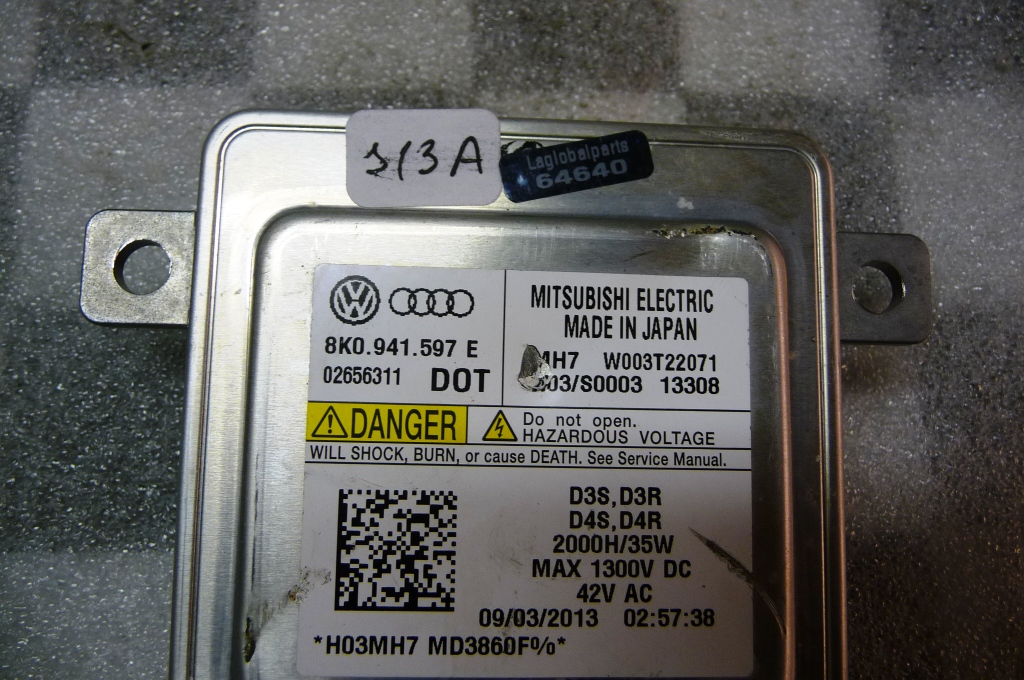 Laglobalparts
64640
8K0.941.597 E
02656311 DOT
MITSUBISHI ELECTRIC
MADE IN JAPAN
W003T22071
03/S0003 13308
DANGER
Do not open.
HAZARDOUS VOLTAGE
WILL SHOCK, BURN, or cause DEATH. See Service Manual.
D3S,D3R
D4S,D4R
2000H/35W
MAX 1300V DC
42V AC
09/03/2013 02:57:38
*H03MH7 MD3860F%*